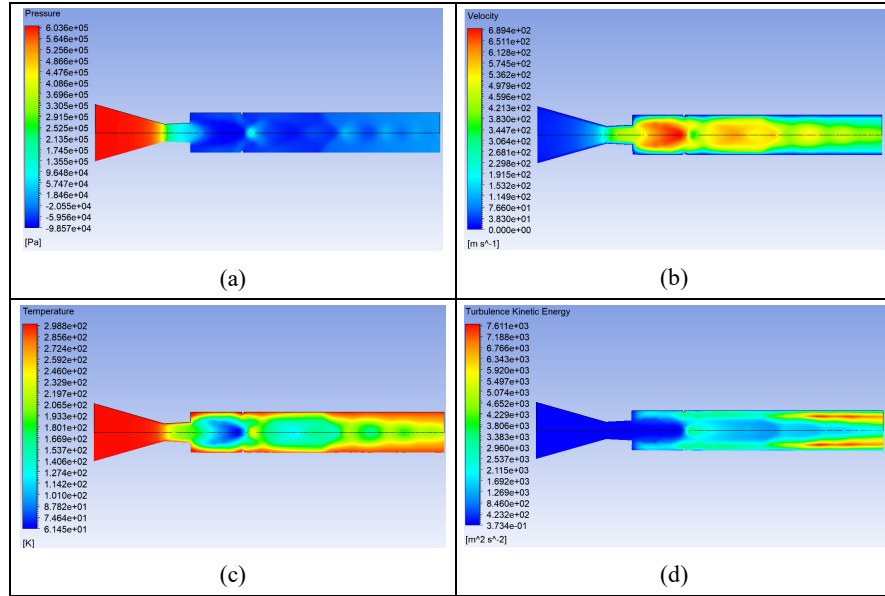 Pressure
6.036e+05
5.646e+05
5.256e+05
4.866e+05
4.476e+05
4.086e+05
3.696e+05
3.305e+05
2.915e+05
2.525e+05
2.135e+05
1.745e+05
1.355e+05
9.648e+04
5.747e+04
1.846e+04
-2.055e+04
-5.956e+04
-9.857e+04
[Pa]
(a)
Velocity
6.894e+02
6.511e+02
6.128e+02
5.745e+02
5.362e+02
4.979e+02
4.596e+02
4.213e+02
3.830e+02
3.447e+02
3.064e+02
2.681e+02
2.298e+02
1.915e+02
1.532e+02
1.149e+02
7.660e+01
3.830e+01
0.000e+00
[m s^-1]
(b)
Temperature
2.988e+02
2.856e+02
2.724e+02
2.592e+02
2.460e+02
2.329e+02
2.197e+02
2.065e+02
1.933e+02
1.801e+02
1.669e+02
1.537e+02
1.406e+02
1.274e+02
1.142e+02
1.010e+02
8.782e+01
7.464e+01
6.145e+01
[K]
(c)
Turbulence Kinetic Energy
7.611e+03
7.188e+03
6.766e+03
6.343e+03
5.920e+03
5.497e+03
5.074e+03
4.652e+03
4.229e+03
3.806e+03
3.383e+03
2.960e+03
2.537e+03
2.115e+03
1.692e+03
1.269e+03
8.460e+02
4.232e+02
3.734e-01
[m^2 s^-2]
(d)